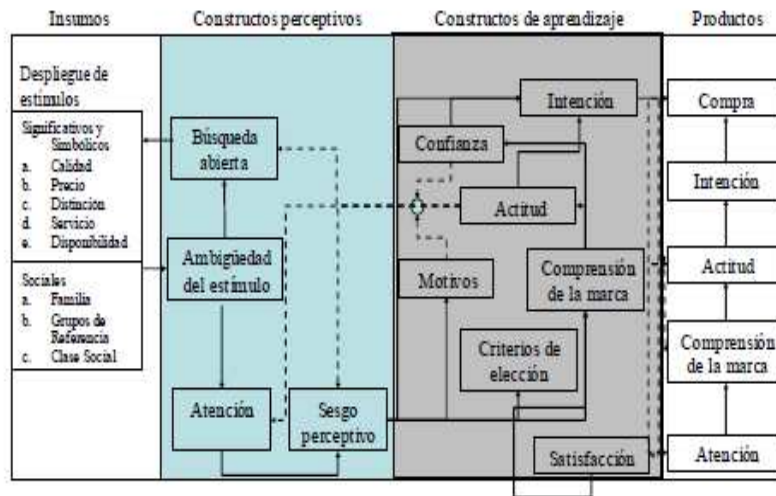 Insumos
Constructos perceptivos
Constructos de aprendizaje
Productos
Despliegue de
estímulos
Significativos y
Simbólicos
a. Calidad
b. Precio
c. Distinción
d. Servicio
e. Disponibilidad
Sociales
a. Familia
b. Grupos de
Referencia
c. Clase Social
Búsqueda
abierta
Ambigüedad
del estímulo
Atención
Sesgo
perceptivo
Intención
Confianza
Actitud
Motivos
Comprensión
de la marca
Criterios de
elección
Satisfacción
Compra
Intención
Actitud
Comprensión
de la marca
Atención